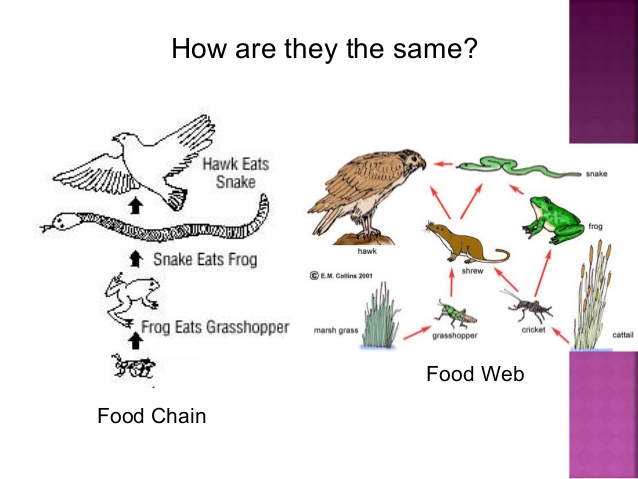 How are they the same?
Hawk Eats
Snake
Snake Eats Frog
Frog Eats Grasshopper
Food Chain
snake
frog
hawk
shrew
© E.M. Collins 2001
marsh grass
grasshopper
cricket
cattail
Food Web